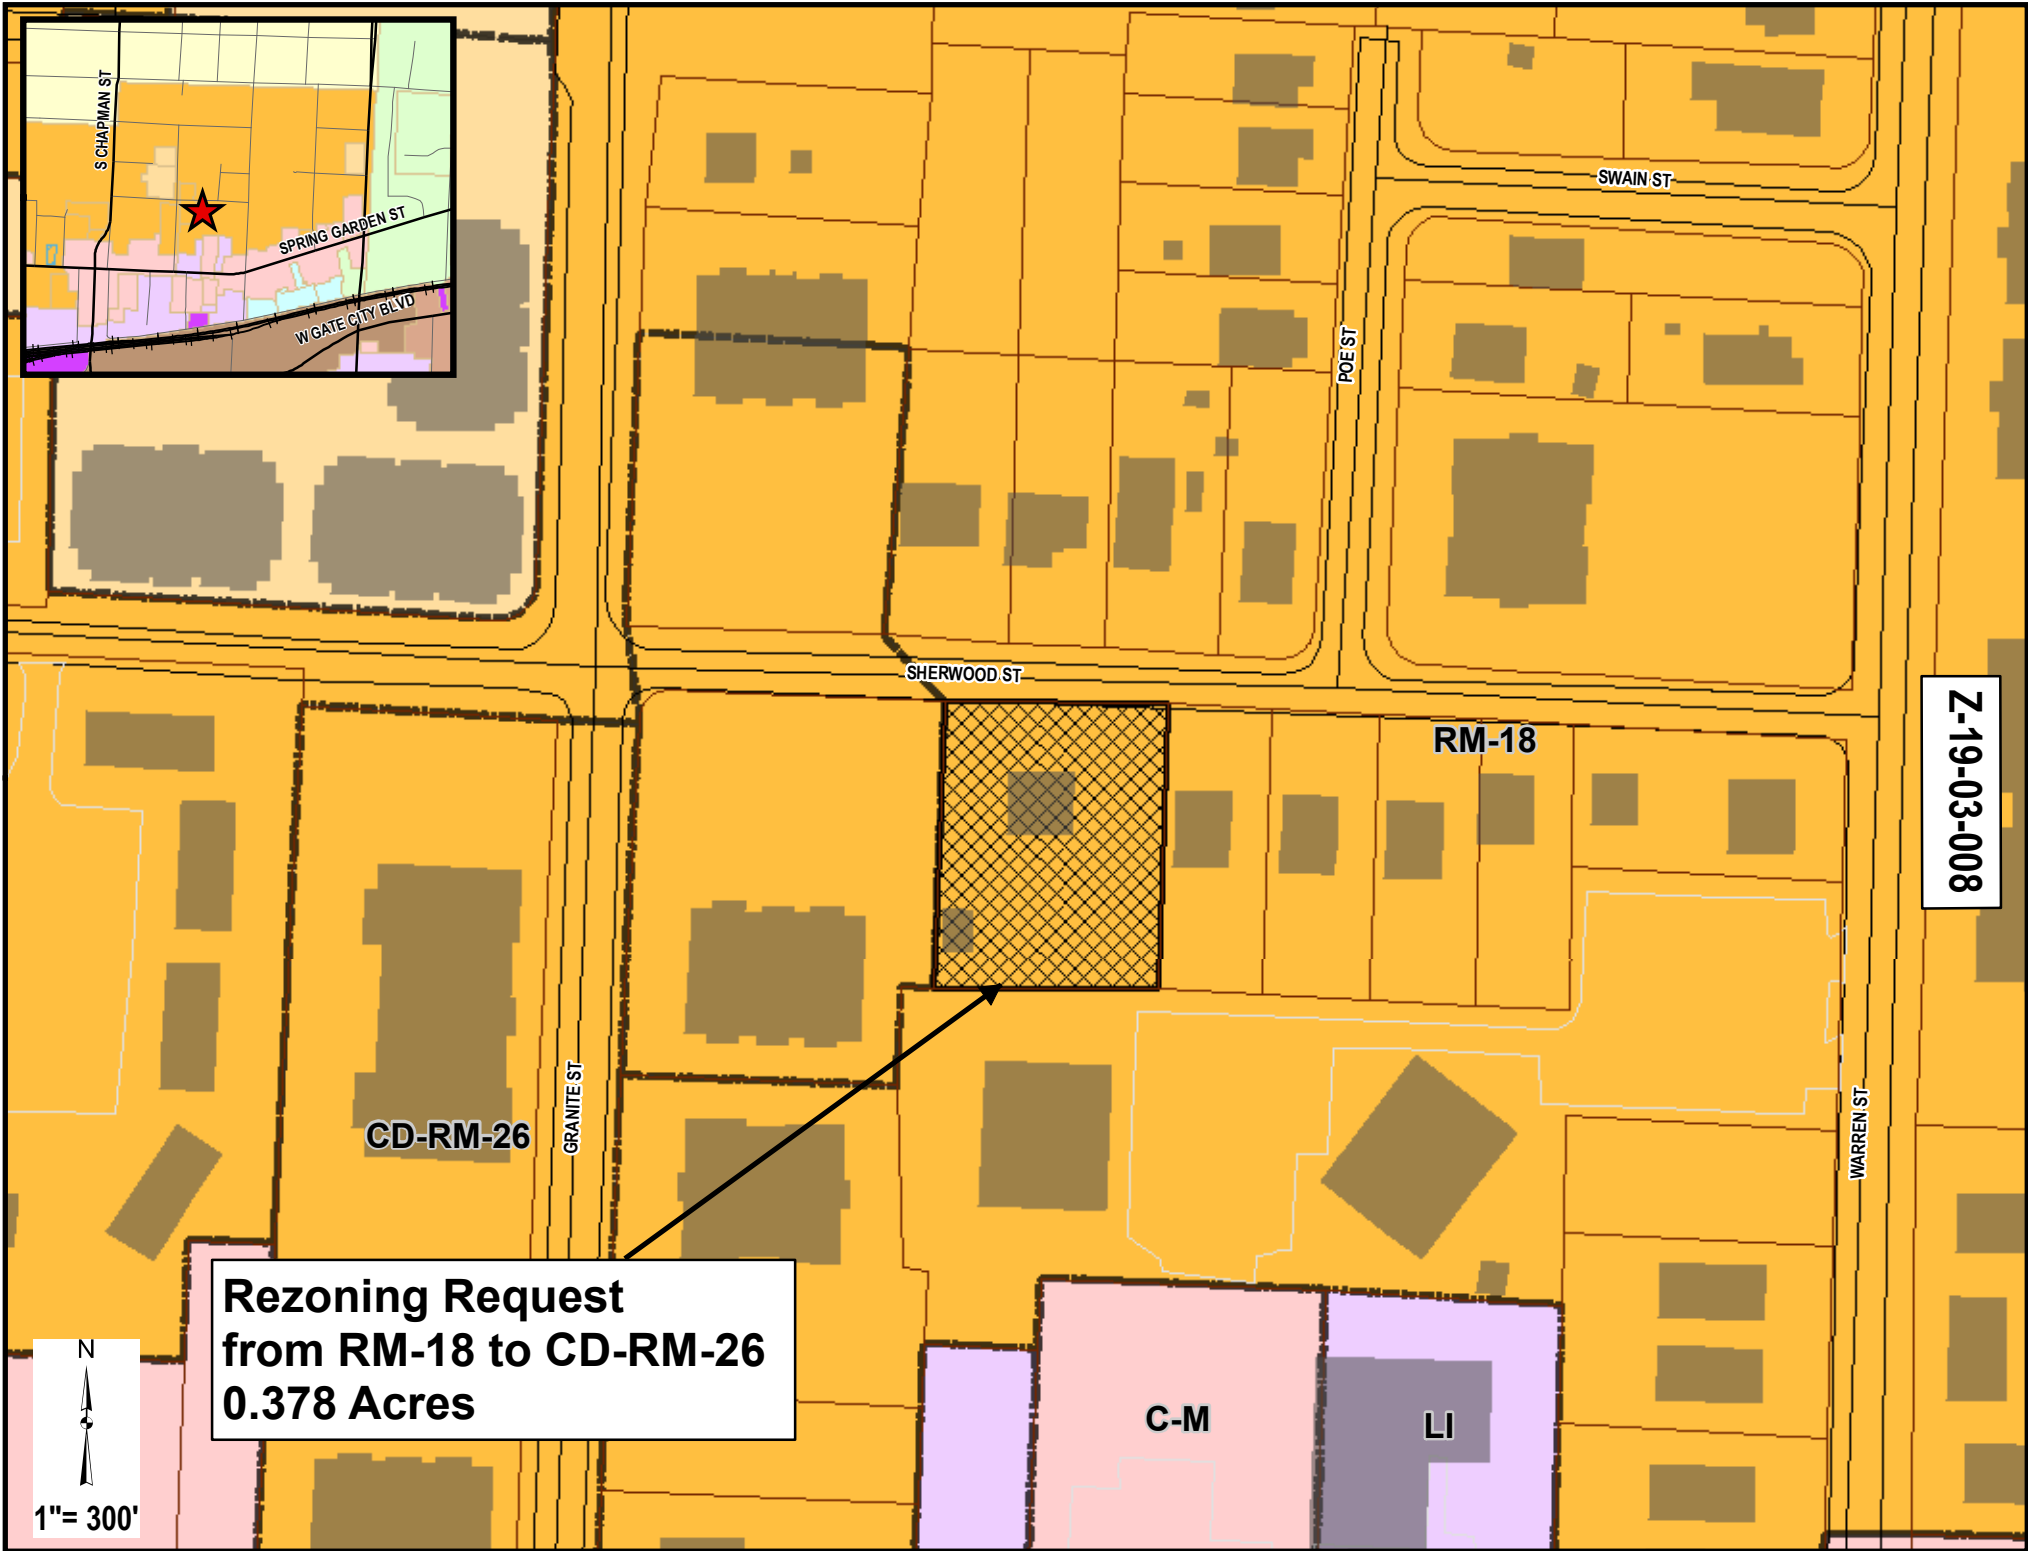 S CHAPMAN ST
SPRING GARDEN ST
W GATE CITY BLVD
SWAIN ST
POE ST
SHERWOOD ST
RM-18
Z-19-03-008
GRANITE ST
CD-RM-26
WARREN ST
Rezoning Request
from RM-18 to CD-RM-26
0.378 Acres
C-M
LI
N
1"= 300'